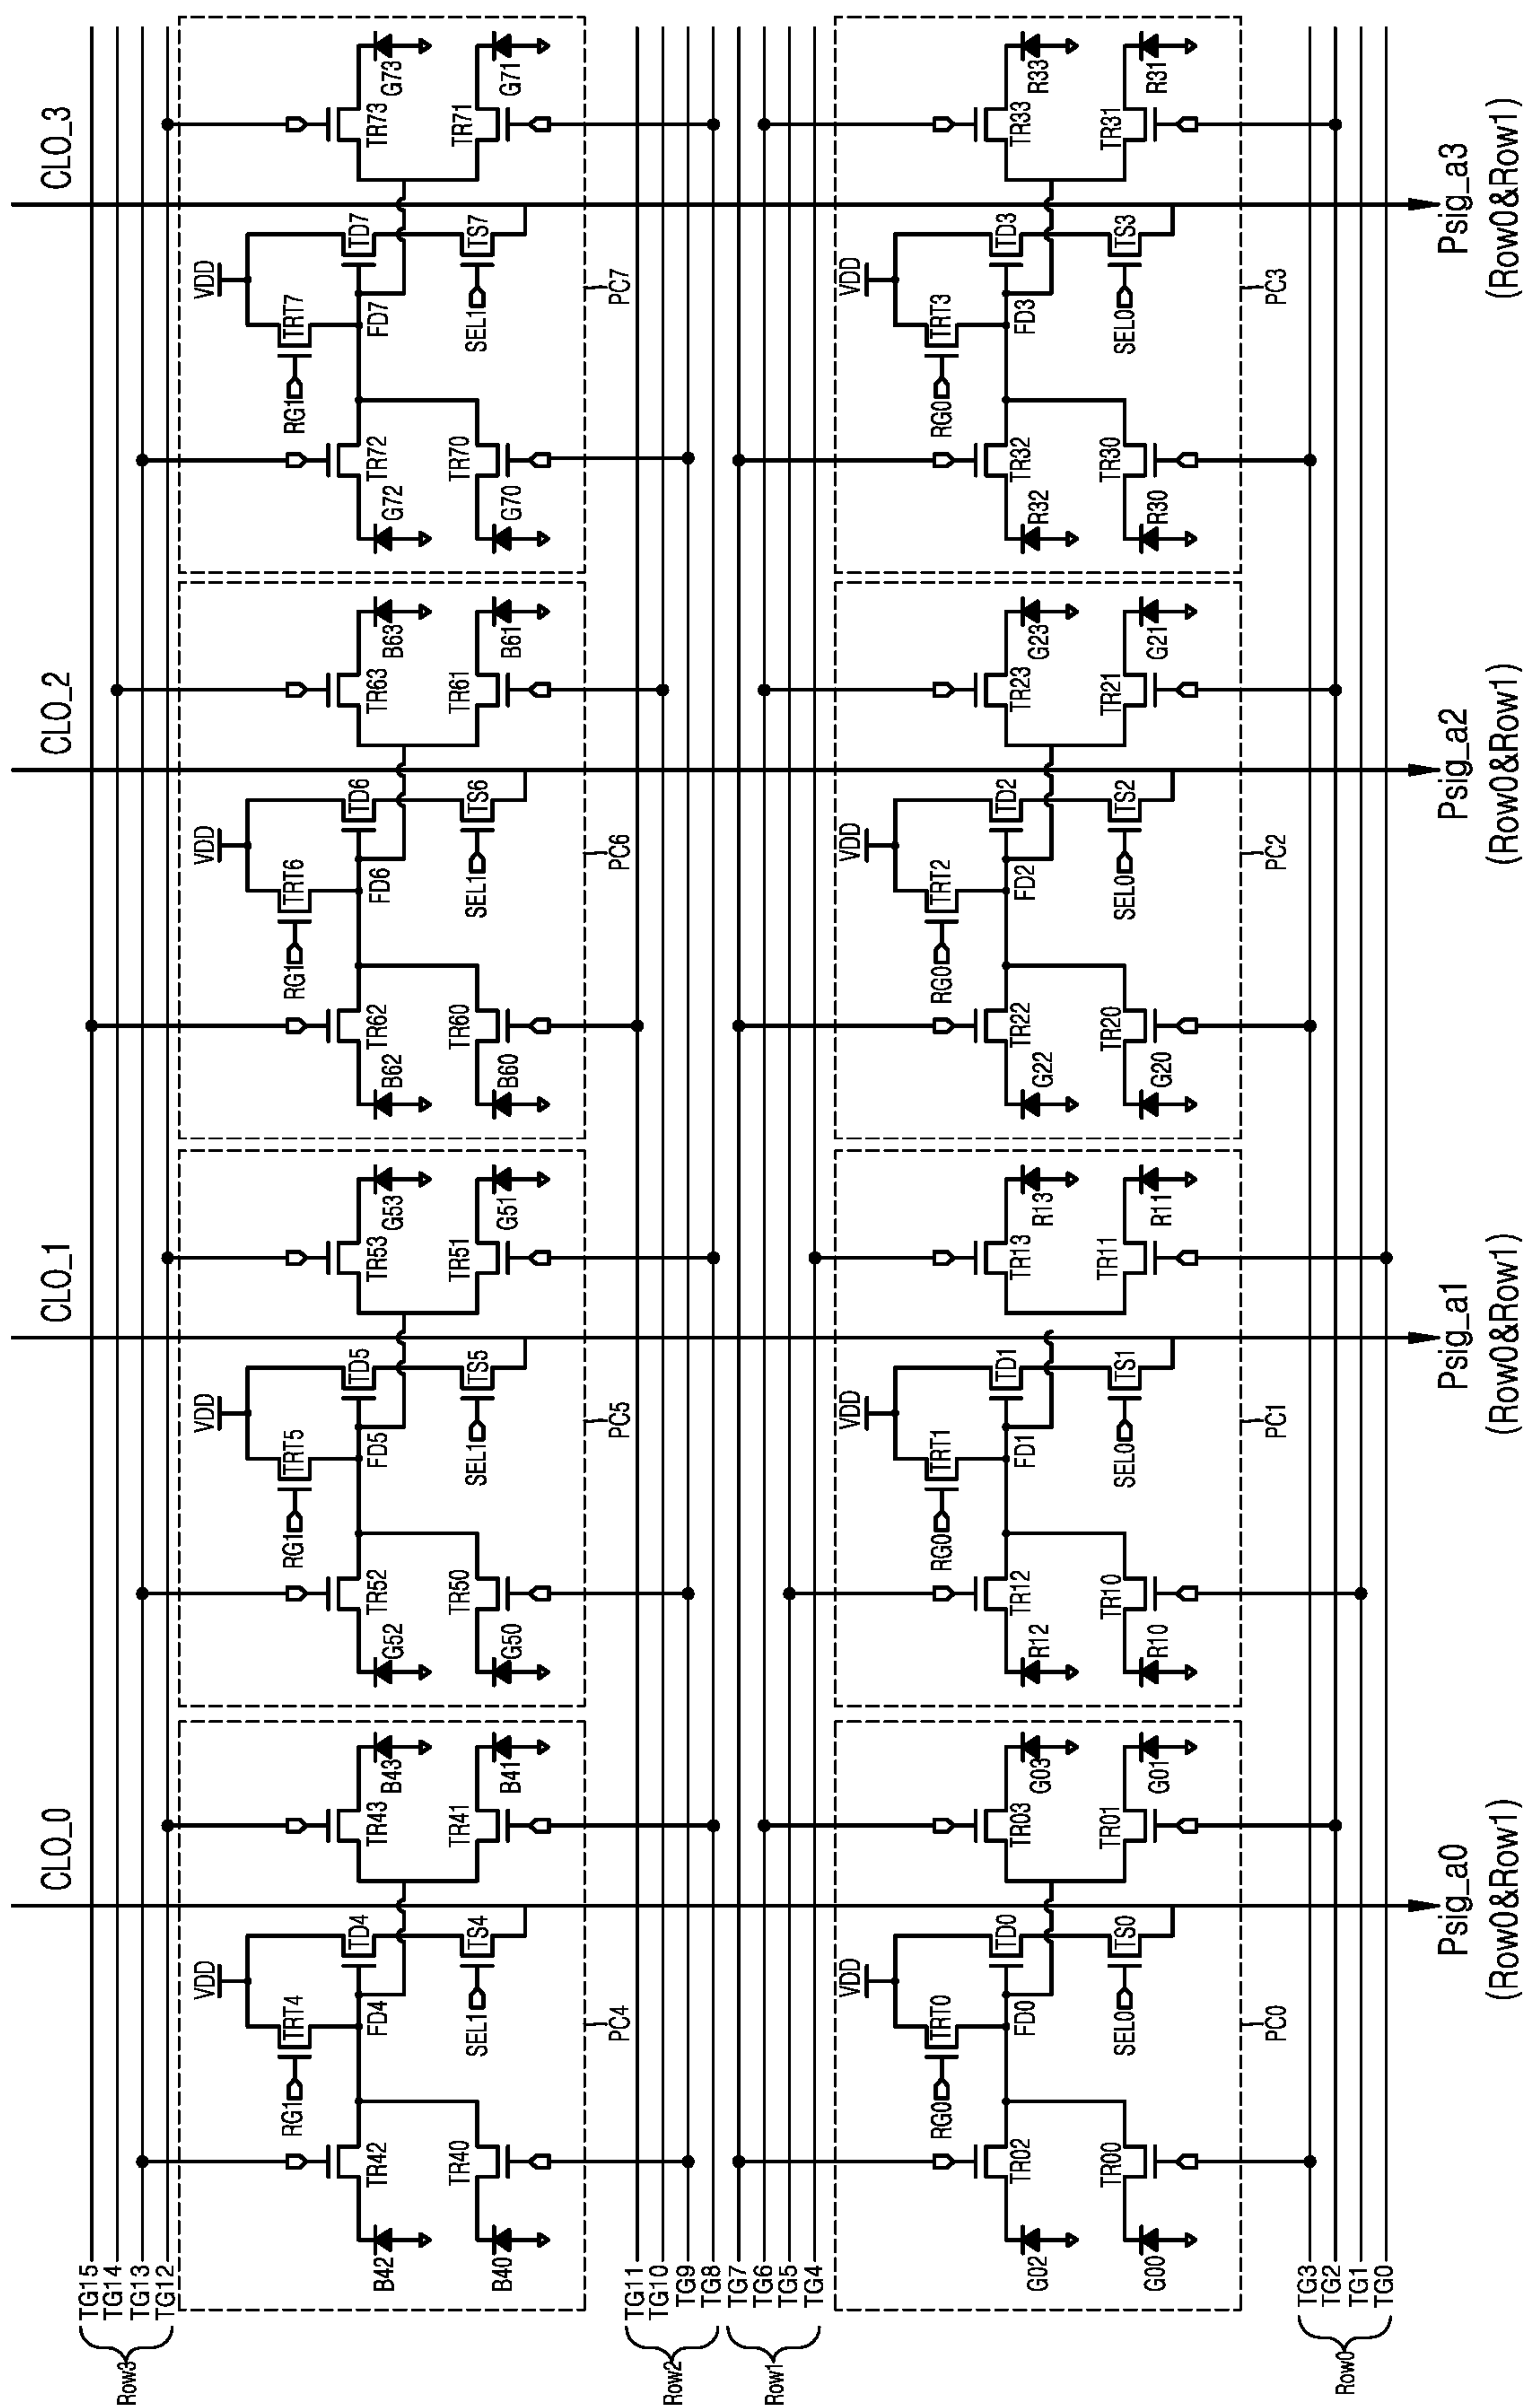 CLO_0
CLO_1
CLO_2
CLO_3
Row3
TG15
TG14
TG13
TG12
VDD
TRT4
RG1
TR42
B42
TR40
B40
FD4
TD4
SEL1
TS4
TR43
B43
TR41
B41
PC4
VDD
TRT5
RG1
TR52
G52
TR50
G50
FD5
TD5
SEL1
TS5
TR53
G53
TR51
G51
PC5
VDD
TRT6
RG1
TR62
B62
TR60
B60
FD6
TD6
SEL1
TS6
TR63
B63
TR61
B61
PC6
VDD
TRT7
RG1
TR72
G72
TR70
G70
FD7
TD7
SEL1
TS7
TR73
G73
TR71
G71
PC7
Row2
TG11
TG10
TG9
TG8
Row1
TG7
TG6
TG5
TG4
VDD
TRT0
RG0
TR02
G02
TR00
G00
FD0
TD0
SEL0
TS0
TR03
G03
TR01
G01
PC0
VDD
TRT1
RG0
TR12
R12
TR10
R10
FD1
TD1
SEL0
TS1
TR13
R13
TR11
R11
PC1
VDD
TRT2
RG0
TR22
G22
TR20
G20
FD2
TD2
SEL0
TS2
TR23
G23
TR21
G21
PC2
VDD
TRT3
RG0
TR32
R32
TR30
R30
FD3
TD3
SEL0
TS3
TR33
R33
TR31
R31
PC3
Row0
TG3
TG2
TG1
TG0
Psig_a0
(Row0&Row1)
Psig_a1
(Row0&Row1)
Psig_a2
(Row0&Row1)
Psig_a3
(Row0&Row1)